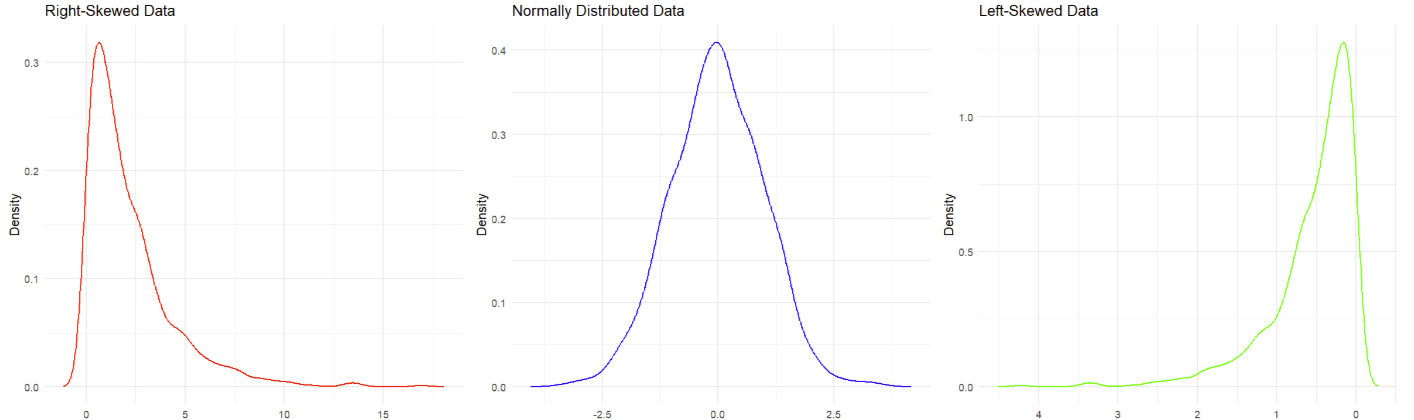 Right-Skewed Data
Density
0.3
0.2
0.1
0.0
0 5 10 15
Normally Distributed Data
Density
0.4
0.3
0.2
0.1
0.0
-2.5 0.0 2.5
Left-Skewed Data
Density
1.0
0.5
0.0
4 3 2 1 0